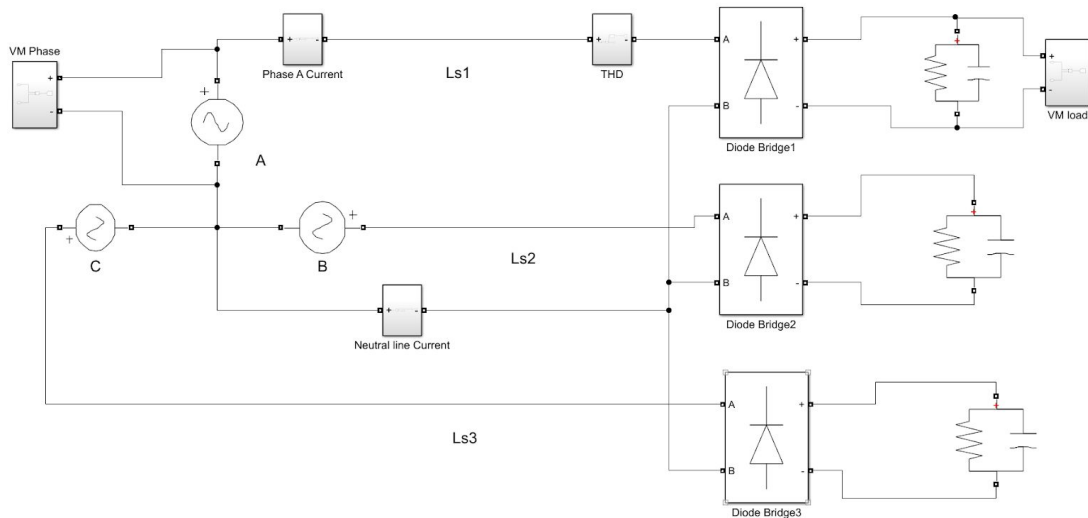 VM Phase
+
-
+
A
+ -
Phase A Current
Ls1
+ -
THD
A
B
+
-
Diode Bridge1
+
+
-
VM load
+
C
+
B
Ls2
A
B
+
-
Diode Bridge2
+
+ -
Neutral line Current
Ls3
A
B
+
-
Diode Bridge3
+